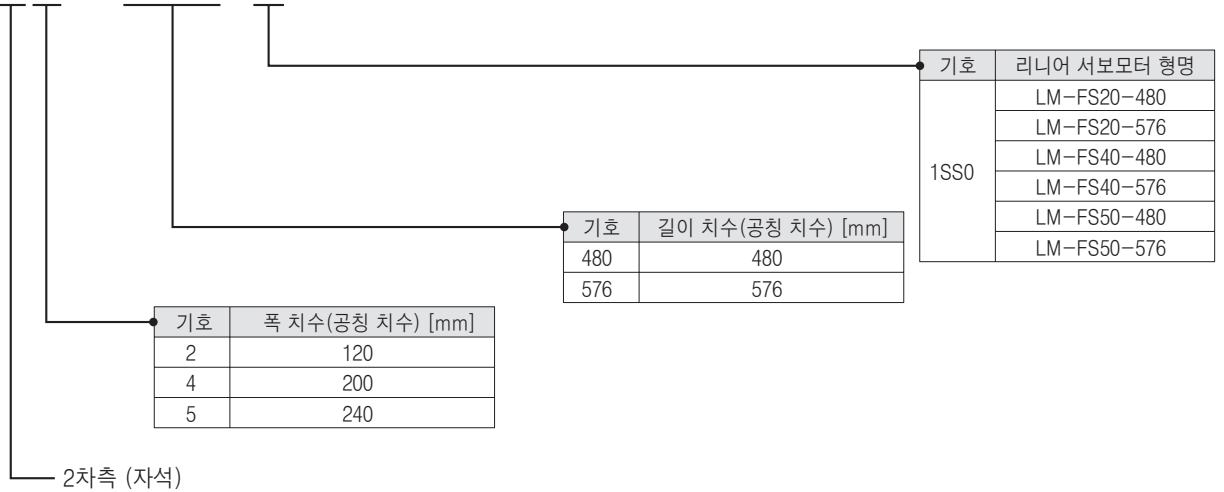 기호 리니어 서보모터 형명
1SS0 LM-FS20-480
LM-FS20-576
LM-FS40-480
LM-FS40-576
LM-FS50-480
LM-FS50-576
기호 길이 치수(공칭 치수) [mm]
480 480
576 576
기호 폭 치수(공칭 치수) [mm]
2 120
4 200
5 240
2차측 (자석)